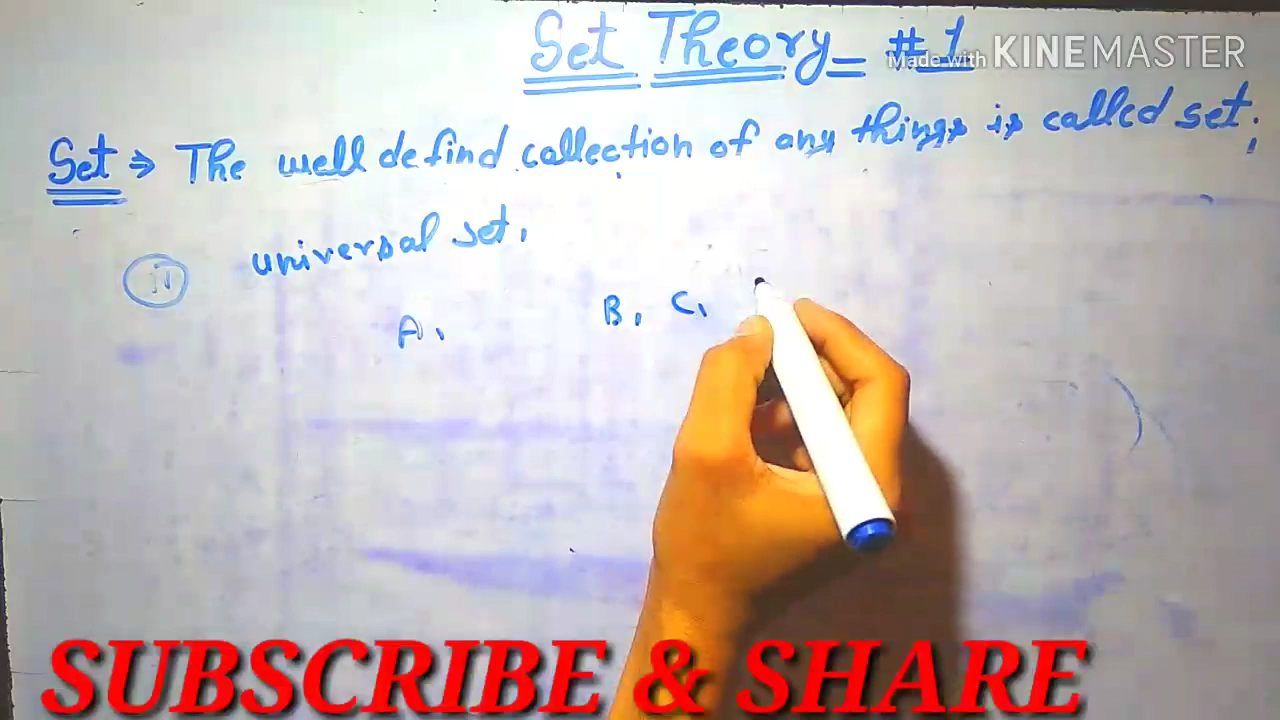 Set Theory #1
Made with KINEMASTER
Set ⇒ The well defind callection of any things is called set.
universal set,
A, B, C,
SUBSCRIBE & SHARE